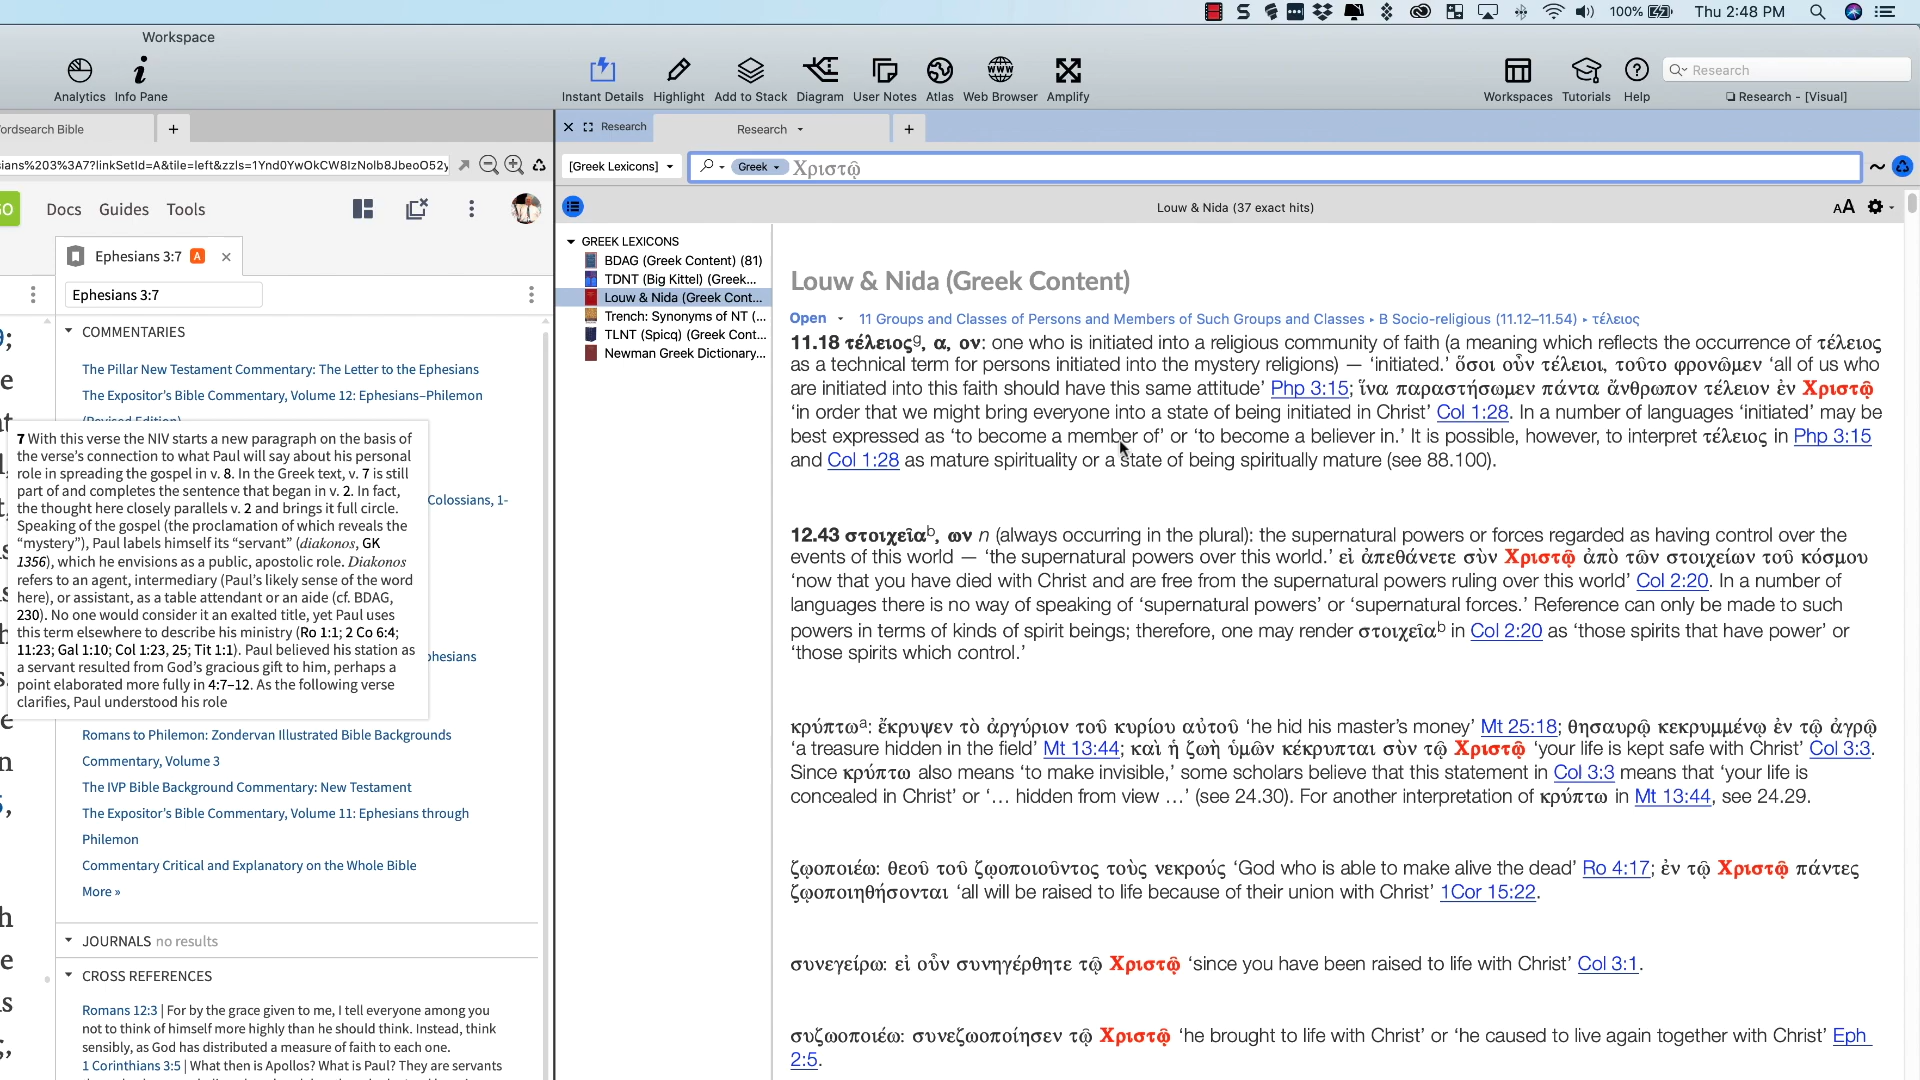 100%
Thu 2:48 PM
Workspace
Analytics
Info Pane
Instant Details
Highlight
Add to Stack
Diagram
User Notes
Atlas
Web Browser
Amplify
Workspaces
Tutorials
Help
Research
Research - [Visual]
ordsearch Bible
+
Research
Research
+
ians%203%3A7?linkSetId=A&tile=left&zzls=1Ynd0YwOkCW8IzNolb8JbeoO52y
[Greek Lexicons]
Greek
Χριστῷ
GO
Docs
Guides
Tools
Louw & Nida (37 exact hits)
AA
Ephesians 3:7
A
Ephesians 3:7
COMMENTARIES
The Pillar New Testament Commentary: The Letter to the Ephesians
The Expositor’s Bible Commentary, Volume 12: Ephesians–Philemon
(Revised Edition)
7 With this verse the NIV starts a new paragraph on the basis of
the verse’s connection to what Paul will say about his personal
role in spreading the gospel in v. 8. In the Greek text, v. 7 is still
part of and completes the sentence that began in v. 2. In fact,
the thought here closely parallels v. 2 and brings it full circle.
Speaking of the gospel (the proclamation of which reveals the
“mystery”), Paul labels himself its “servant” (diakonos, GK
1356), which he envisions as a public, apostolic role. Diakonos
refers to an agent, intermediary (Paul’s likely sense of the word
here), or assistant, as a table attendant or an aide (cf. BDAG,
230). No one would consider it an exalted title, yet Paul uses
this term elsewhere to describe his ministry (Ro 1:1; 2 Co 6:4;
11:23; Gal 1:10; Col 1:23, 25; Tit 1:1). Paul believed his station as
a servant resulted from God’s gracious gift to him, perhaps a
point elaborated more fully in 4:7–12. As the following verse
clarifies, Paul understood his role
Colossians, 1-
phesians
Romans to Philemon: Zondervan Illustrated Bible Backgrounds
Commentary, Volume 3
The IVP Bible Background Commentary: New Testament
The Expositor’s Bible Commentary, Volume 11: Ephesians through
Philemon
Commentary Critical and Explanatory on the Whole Bible
More »
JOURNALS no results
CROSS REFERENCES
Romans 12:3 | For by the grace given to me, I tell everyone among you
not to think of himself more highly than he should think. Instead, think
sensibly, as God has distributed a measure of faith to each one.
1 Corinthians 3:5 | What then is Apollos? What is Paul? They are servants
GREEK LEXICONS
BDAG (Greek Content) (81)
TDNT (Big Kittel) (Greek...
Louw & Nida (Greek Cont...
Trench: Synonyms of NT (...
TLNT (Spicq) (Greek Cont...
Newman Greek Dictionary...
Louw & Nida (Greek Content)
Open 11 Groups and Classes of Persons and Members of Such Groups and Classes ▸ B Socio-religious (11.12–11.54) ▸ τέλειος
11.18 τέλειοςg, α, ον: one who is initiated into a religious community of faith (a meaning which reflects the occurrence of τέλειος
as a technical term for persons initiated into the mystery religions) — ‘initiated.’ ὅσοι οὖν τέλειοι, τοῦτο φρονῶμεν ‘all of us who
are initiated into this faith should have this same attitude’ Php 3:15; ἵνα παραστήσωμεν πάντα ἄνθρωπον τέλειον ἐν Χριστῷ
‘in order that we might bring everyone into a state of being initiated in Christ’ Col 1:28. In a number of languages ‘initiated’ may be
best expressed as ‘to become a member of’ or ‘to become a believer in.’ It is possible, however, to interpret τέλειος in Php 3:15
and Col 1:28 as mature spirituality or a state of being spiritually mature (see 88.100).
12.43 στοιχεῖαb, ων n (always occurring in the plural): the supernatural powers or forces regarded as having control over the
events of this world — ‘the supernatural powers over this world.’ εἰ ἀπεθάνετε σὺν Χριστῷ ἀπὸ τῶν στοιχείων τοῦ κόσμου
‘now that you have died with Christ and are free from the supernatural powers ruling over this world’ Col 2:20. In a number of
languages there is no way of speaking of ‘supernatural powers’ or ‘supernatural forces.’ Reference can only be made to such
powers in terms of kinds of spirit beings; therefore, one may render στοιχεῖαb in Col 2:20 as ‘those spirits that have power’ or
‘those spirits which control.’
κρύπτωa: ἔκρυψεν τὸ ἀργύριον τοῦ κυρίου αὐτοῦ ‘he hid his master’s money’ Mt 25:18; θησαυρῷ κεκρυμμένῳ ἐν τῷ ἀγρῷ
‘a treasure hidden in the field’ Mt 13:44; καὶ ἡ ζωὴ ὑμῶν κέκρυπται σὺν τῷ Χριστῷ ‘your life is kept safe with Christ’ Col 3:3.
Since κρύπτω also means ‘to make invisible,’ some scholars believe that this statement in Col 3:3 means that ‘your life is
concealed in Christ’ or ‘… hidden from view …’ (see 24.30). For another interpretation of κρύπτω in Mt 13:44, see 24.29.
ζῳοποιέω: θεοῦ τοῦ ζῳοποιοῦντος τοὺς νεκρούς ‘God who is able to make alive the dead’ Ro 4:17; ἐν τῷ Χριστῷ πάντες
ζῳοποιηθήσονται ‘all will be raised to life because of their union with Christ’ 1Cor 15:22.
συνεγείρω: εἰ οὖν συνηγέρθητε τῷ Χριστῷ ‘since you have been raised to life with Christ’ Col 3:1.
συζωοποιέω: συνεζωοποίησεν τῷ Χριστῷ ‘he brought to life with Christ’ or ‘he caused to live again together with Christ’ Eph
2:5.